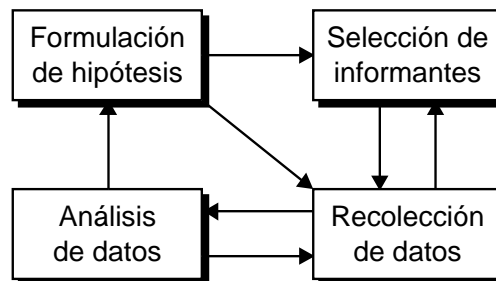 Formulación
de hipótesis
Selección de
informantes
Análisis
de datos
Recolección
de datos